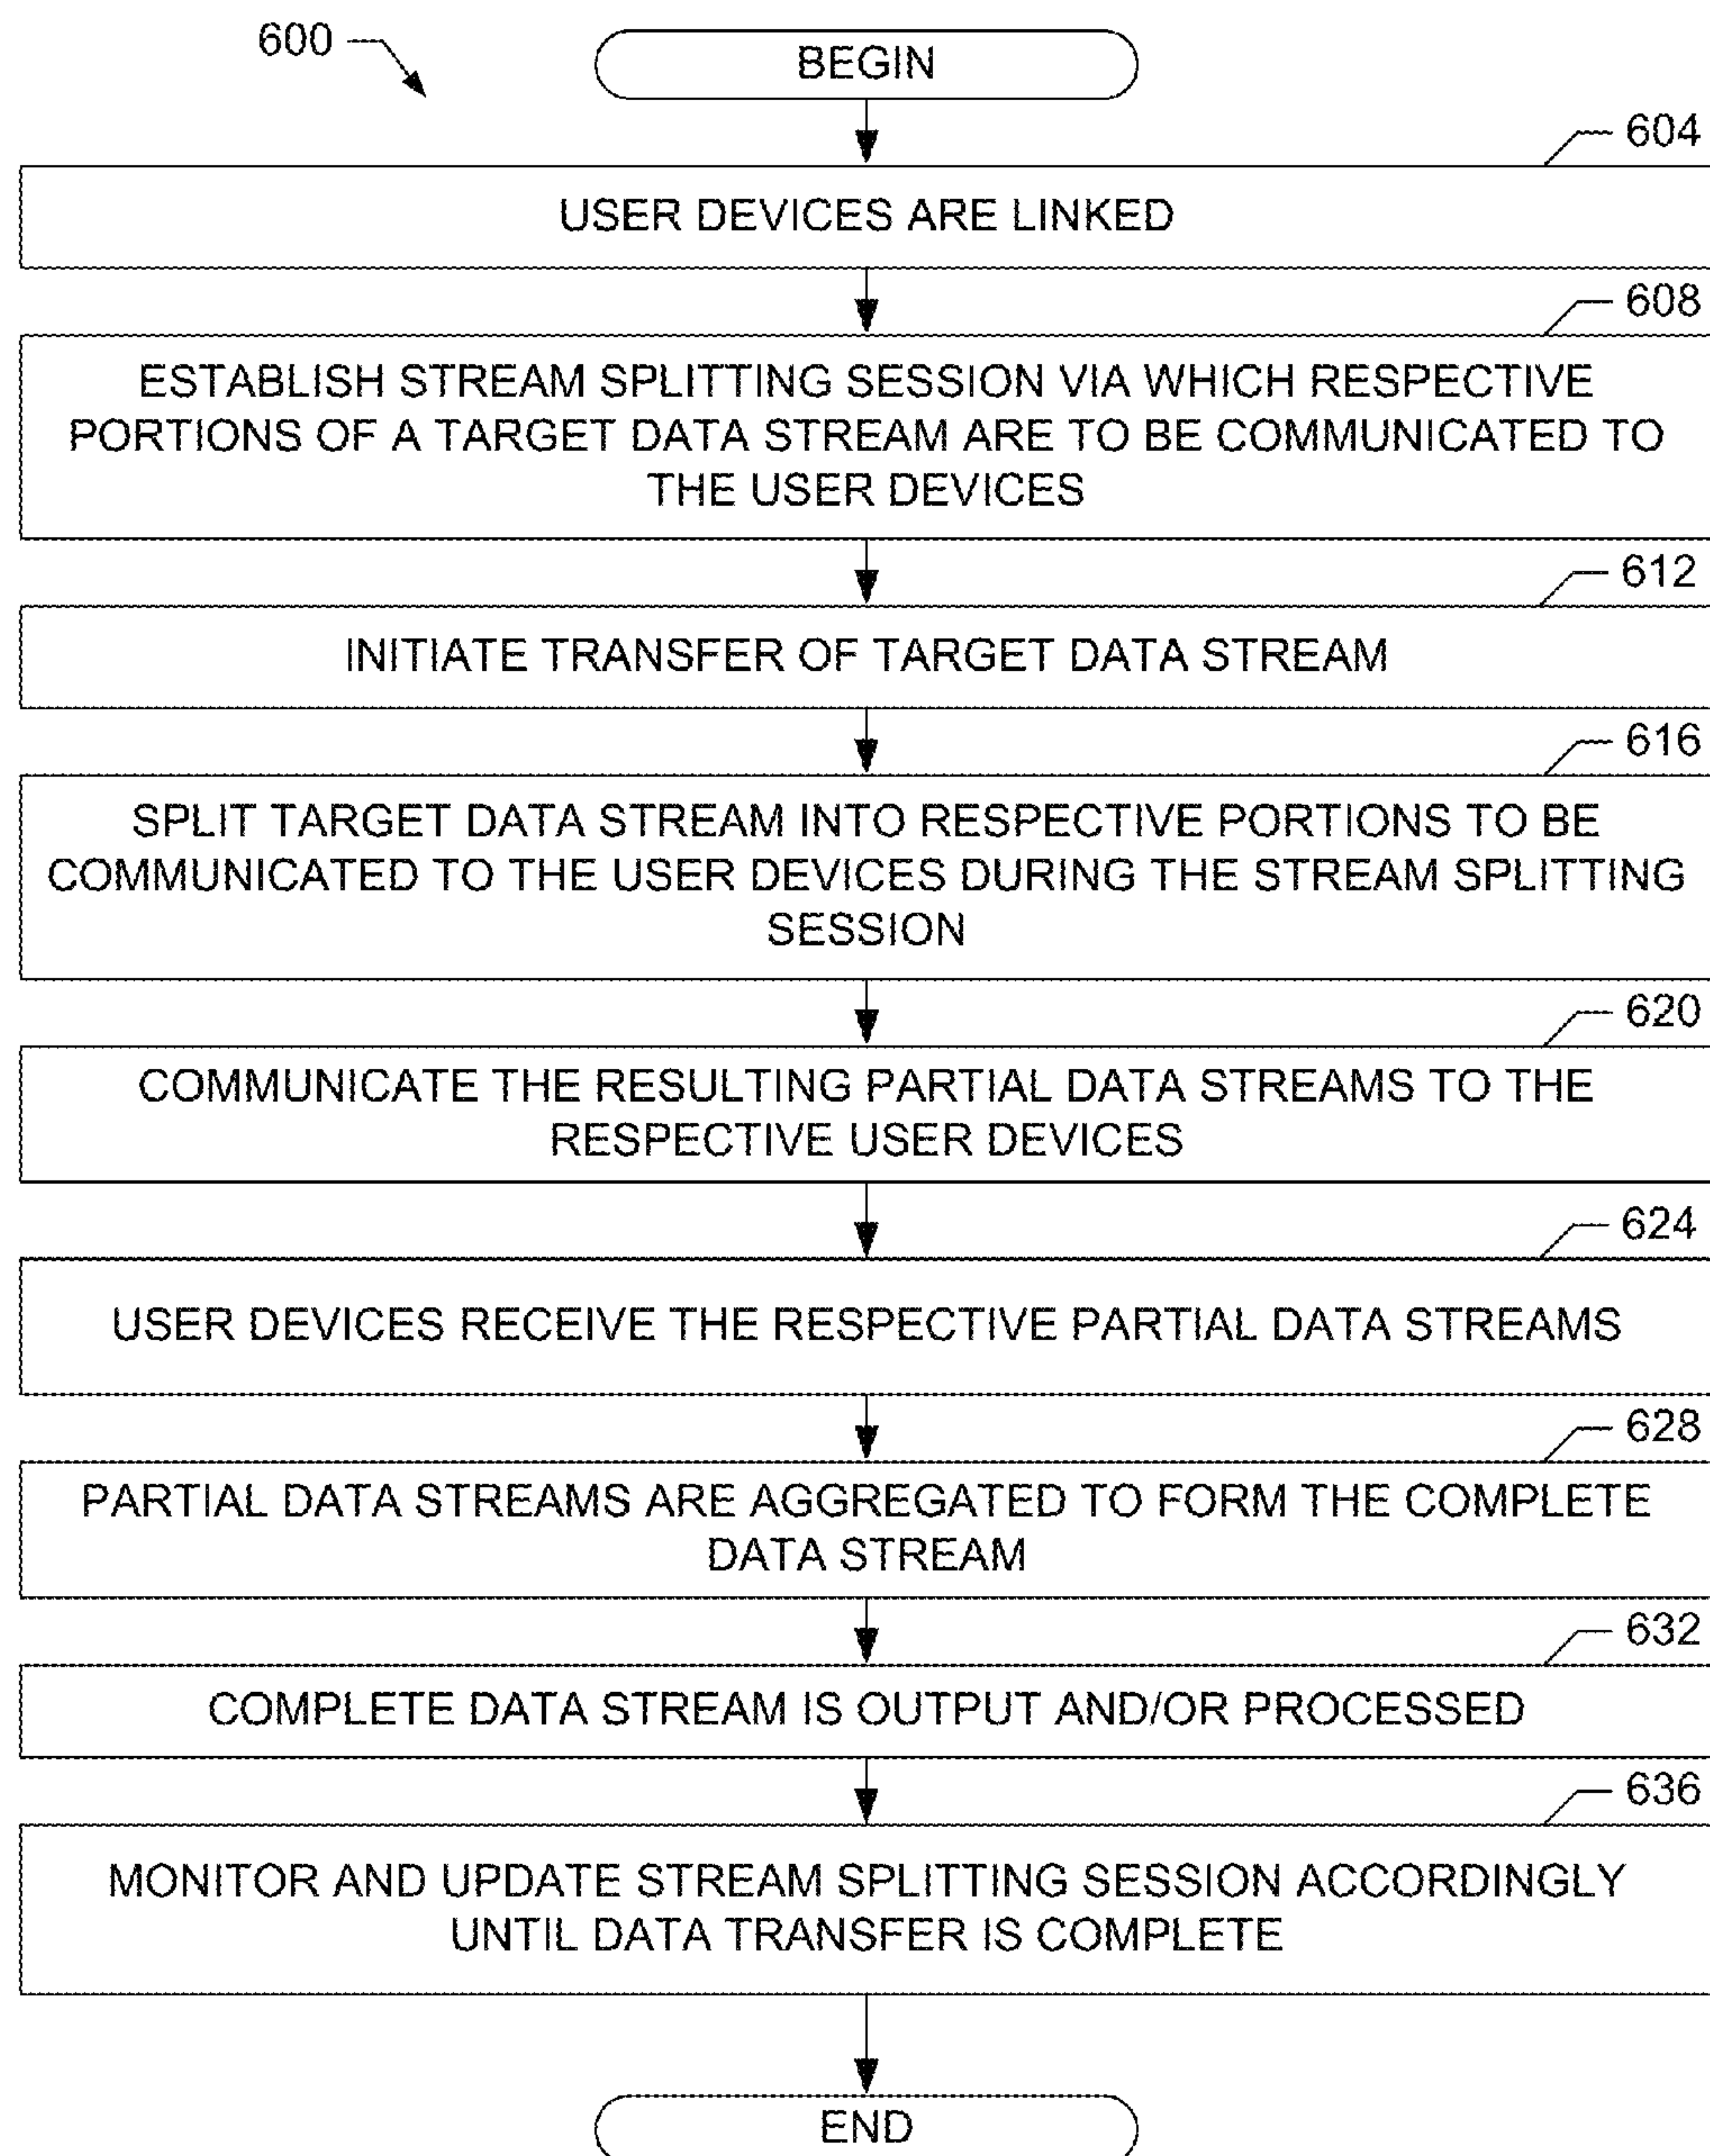 600
BEGIN
604
USER DEVICES ARE LINKED
608
ESTABLISH STREAM SPLITTING SESSION VIA WHICH RESPECTIVE
PORTIONS OF A TARGET DATA STREAM ARE TO BE COMMUNICATED TO
THE USER DEVICES
612
INITIATE TRANSFER OF TARGET DATA STREAM
616
SPLIT TARGET DATA STREAM INTO RESPECTIVE PORTIONS TO BE
COMMUNICATED TO THE USER DEVICES DURING THE STREAM SPLITTING
SESSION
620
COMMUNICATE THE RESULTING PARTIAL DATA STREAMS TO THE
RESPECTIVE USER DEVICES
624
USER DEVICES RECEIVE THE RESPECTIVE PARTIAL DATA STREAMS
628
PARTIAL DATA STREAMS ARE AGGREGATED TO FORM THE COMPLETE
DATA STREAM
632
COMPLETE DATA STREAM IS OUTPUT AND/OR PROCESSED
636
MONITOR AND UPDATE STREAM SPLITTING SESSION ACCORDINGLY
UNTIL DATA TRANSFER IS COMPLETE
END